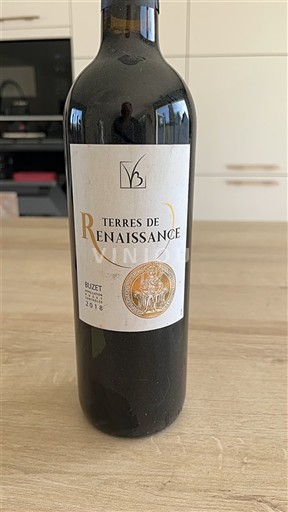 VB
TERRES DE
RENAISSANCE
BUZET
2018